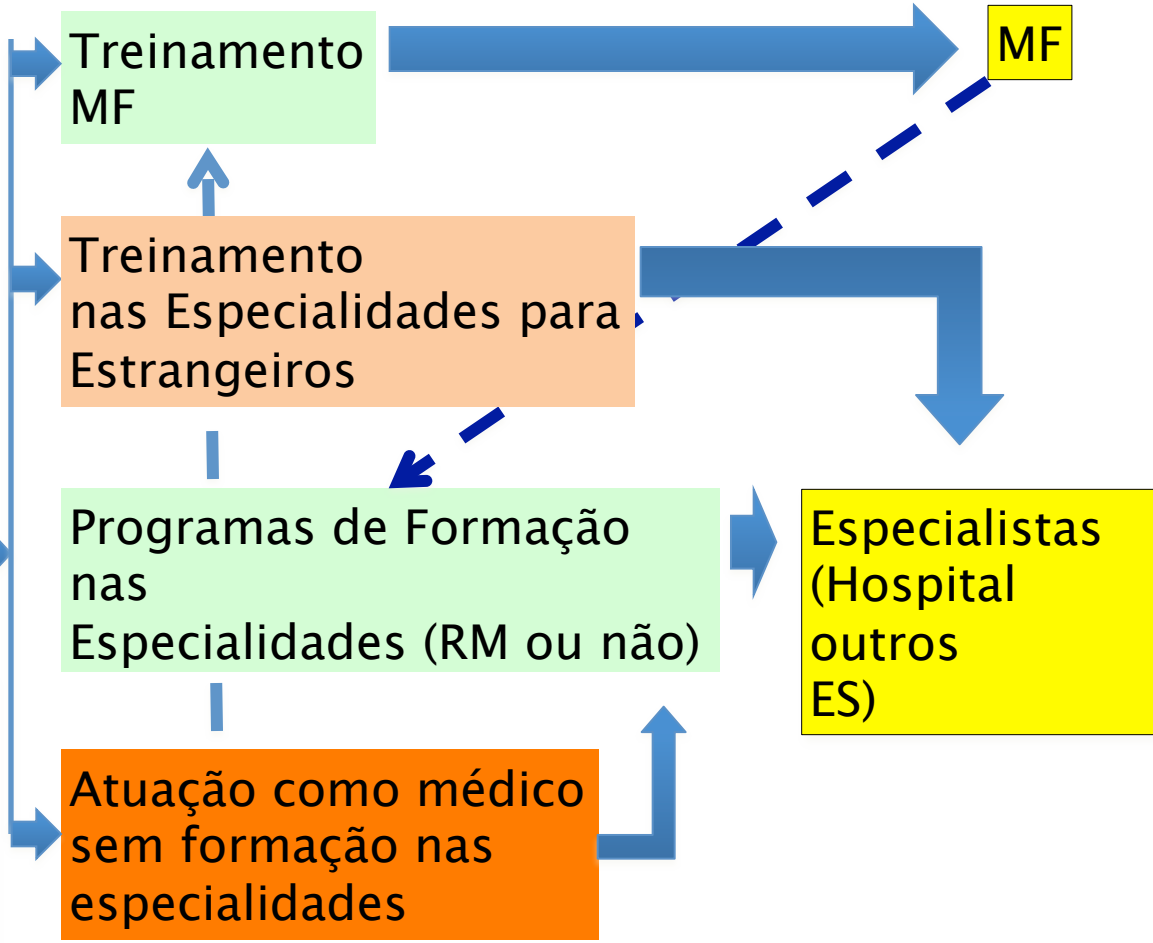 Treinamento
MF
MF
Treinamento
nas Especialidades para
Estrangeiros
Programas de Formação
nas
Especialidades (RM ou não)
Especialistas
(Hospital
outros
ES)
Atuação como médico
sem formação nas
especialidades